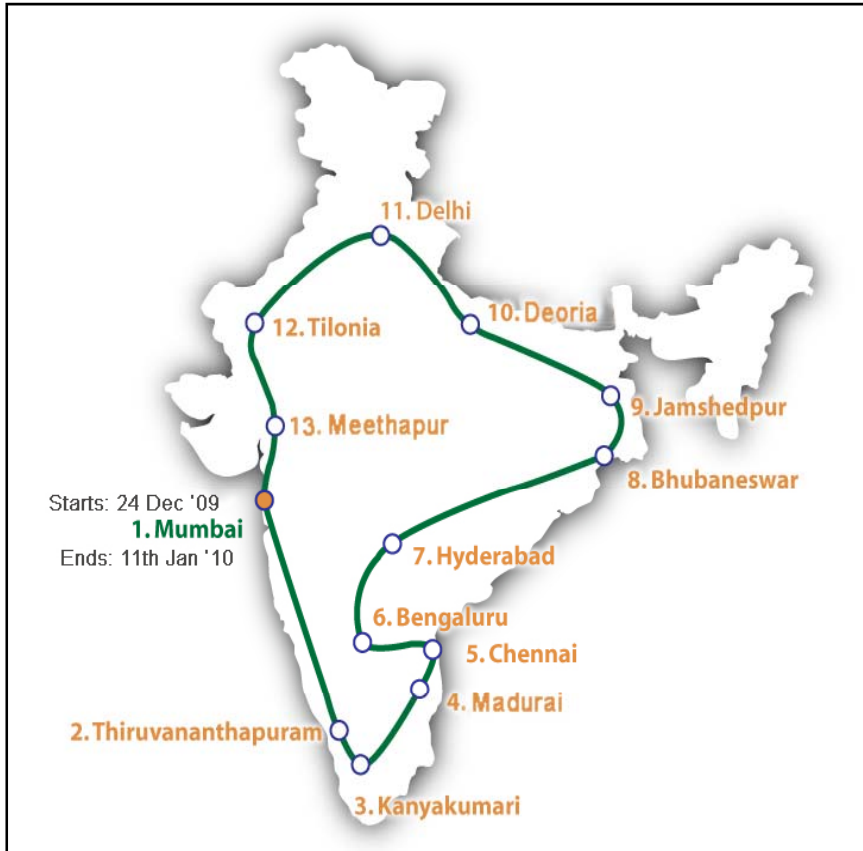 11. Delhi
10. Deoria
12. Tilonia
9. Jamshedpur
13. Meethapur
8. Bhubaneswar
Starts: 24 Dec '09
1. Mumbai
Ends: 11th Jan '10
7. Hyderabad
6. Bengaluru
5. Chennai
4. Madurai
2. Thiruvananthapuram
3. Kanyakumari